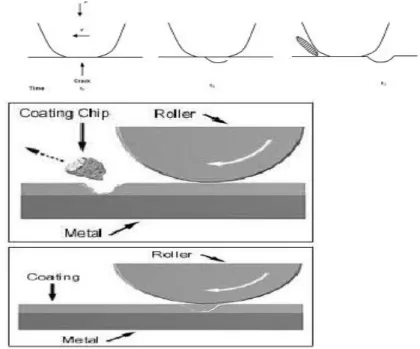 Crack
Time
Coating Chip
Roller
Metal
Roller
Coating
Metal